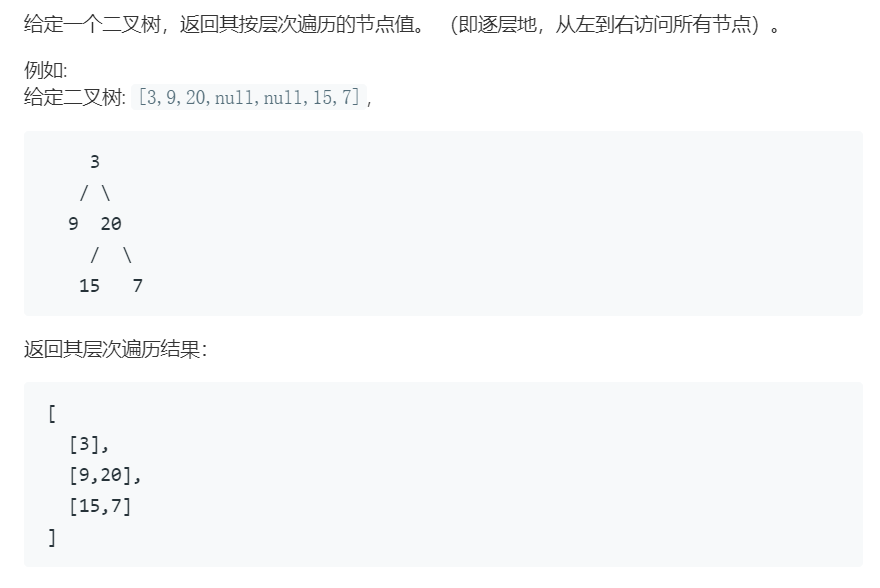 给定一个二叉树，返回其按层次遍历的节点值。 （即逐层地，从左到右访问所有节点）。
例如:
给定二叉树: [3,9,20,null,null,15,7],
    3
   / \
  9  20
    /  \
   15   7
返回其层次遍历结果：
[
  [3],
  [9,20],
  [15,7]
]